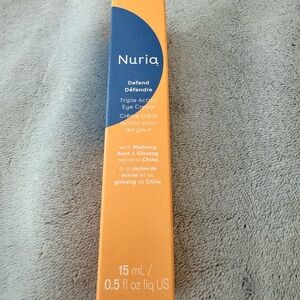 Nuria
Defend
Défendre
Triple Action
Eye Cream
Crème triple
action pour
les yeux
with Mulberry
Root & Ginseng
native to China
à la racine de
mûrier et au
ginseng de Chine
15 mL /
0.5 fl oz liq US